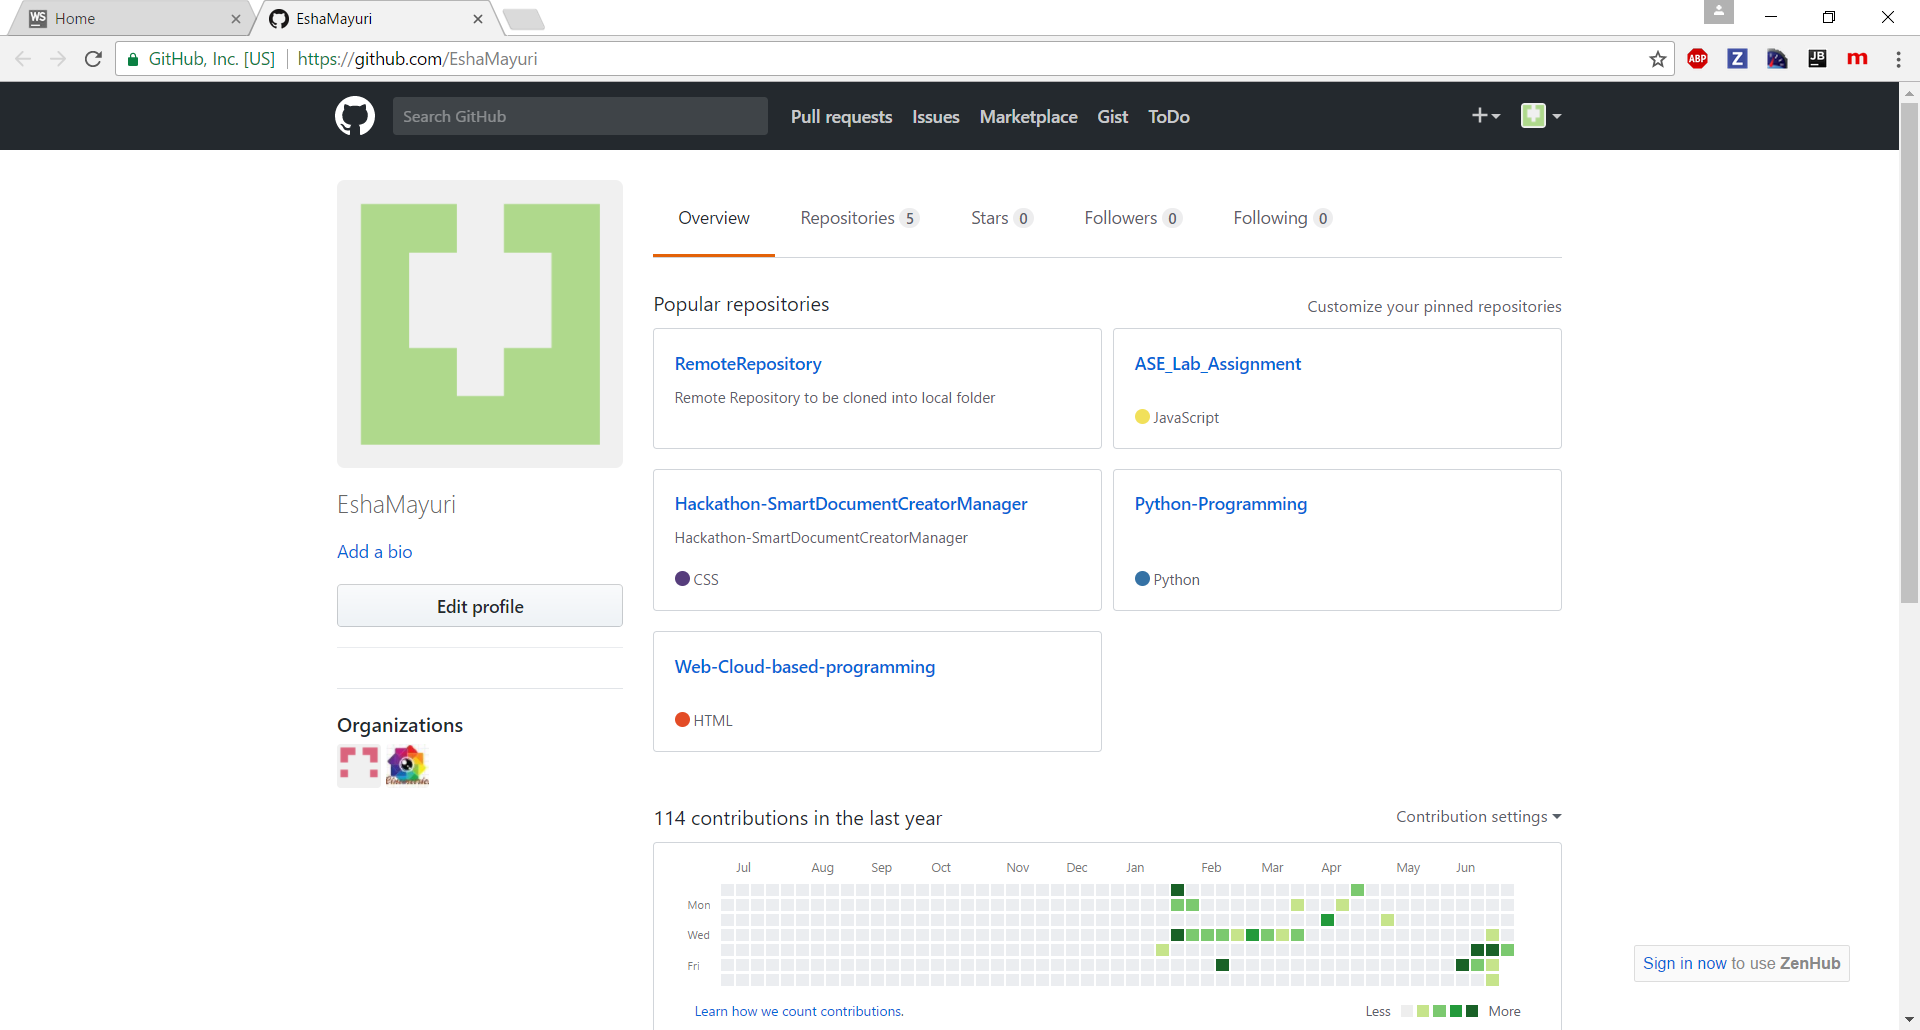 WS Home
EshaMayuri
GitHub, Inc. [US] https://github.com/EshaMayuri
ABP Z JB m
Search GitHub Pull requests Issues Marketplace Gist ToDo
Overview Repositories 5 Stars 0 Followers 0 Following 0
Popular repositories Customize your pinned repositories
RemoteRepository
Remote Repository to be cloned into local folder
ASE_Lab_Assignment
JavaScript
Hackathon-SmartDocumentCreatorManager
Hackathon-SmartDocumentCreatorManager
CSS
Python-Programming
Python
Web-Cloud-based-programming
HTML
EshaMayuri
Add a bio
Edit profile
Organizations
114 contributions in the last year Contribution settings
Jul Aug Sep Oct Nov Dec Jan Feb Mar Apr May Jun
Mon
Wed
Fri
Learn how we count contributions. Less More
Sign in now to use ZenHub